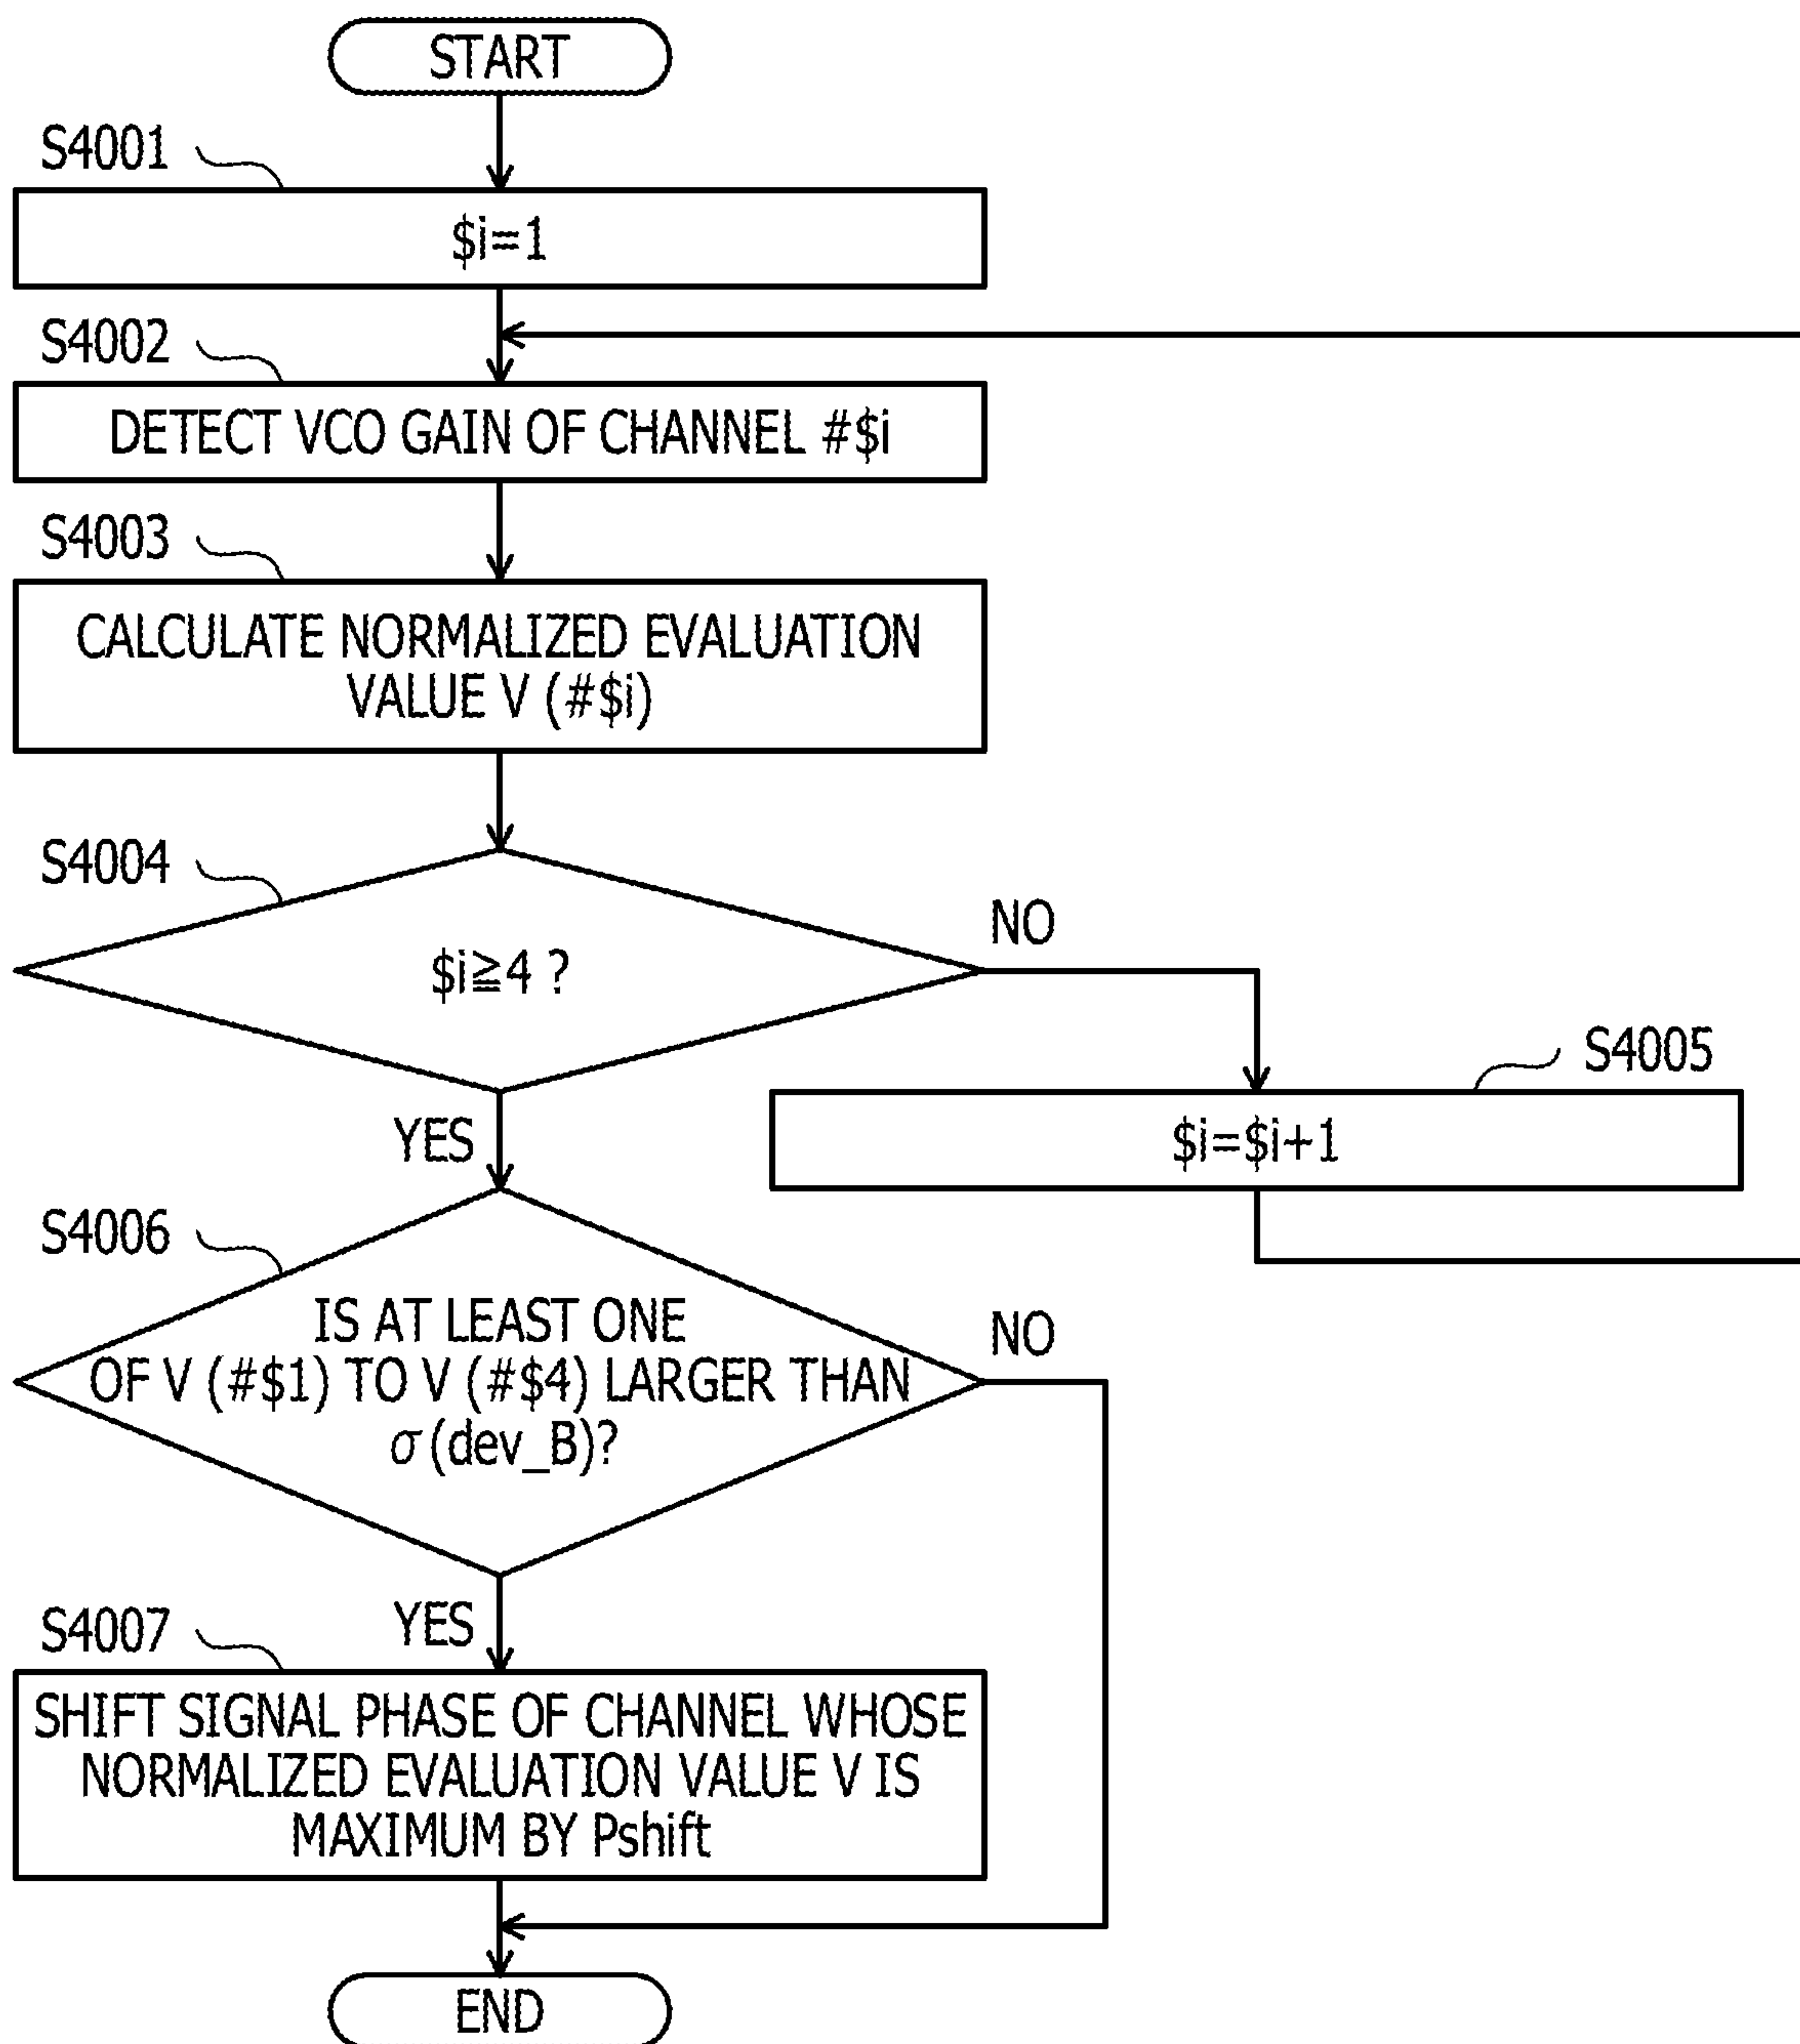 START
S4001
$i=1
S4002
DETECT VCO GAIN OF CHANNEL #$i
S4003
CALCULATE NORMALIZED EVALUATION
VALUE V (#$i)
S4004
$i≧4 ?
NO
S4005
$i=$i+1
YES
S4006
IS AT LEAST ONE
OF V (#$1) TO V (#$4) LARGER THAN
σ (dev_B)?
NO
YES
S4007
SHIFT SIGNAL PHASE OF CHANNEL WHOSE
NORMALIZED EVALUATION VALUE V IS
MAXIMUM BY Pshift
END